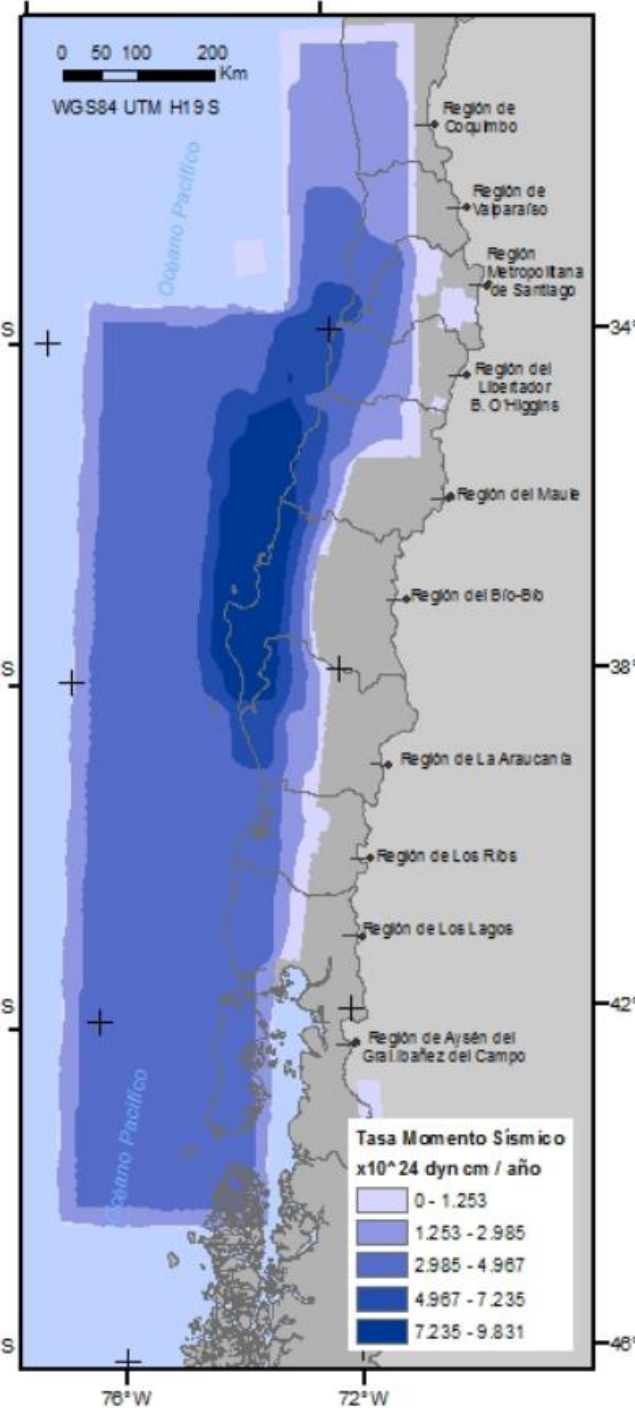 0 50 100 200
Km
WGS84 UTM H19 S
Océano Pacífico
Región de
Coquimbo
Región de
Valparaíso
Región
Metropolitana
de Santiago
S
34°
Región del
Libertador
B. O'Higgins
Región del Maule
Región del Bío-Bío
S
38°
Región de La Araucanía
Región de Los Ríos
Región de Los Lagos
S
42°
Región de Aysén del
Gral.Ibañez del Campo
Océano Pacífico
Tasa Momento Sísmico
x10^24 dyn cm / año
0 - 1.253
1.253 - 2.985
2.985 - 4.967
4.967 - 7.235
7.235 - 9.831
S
46°
76°W
72°W